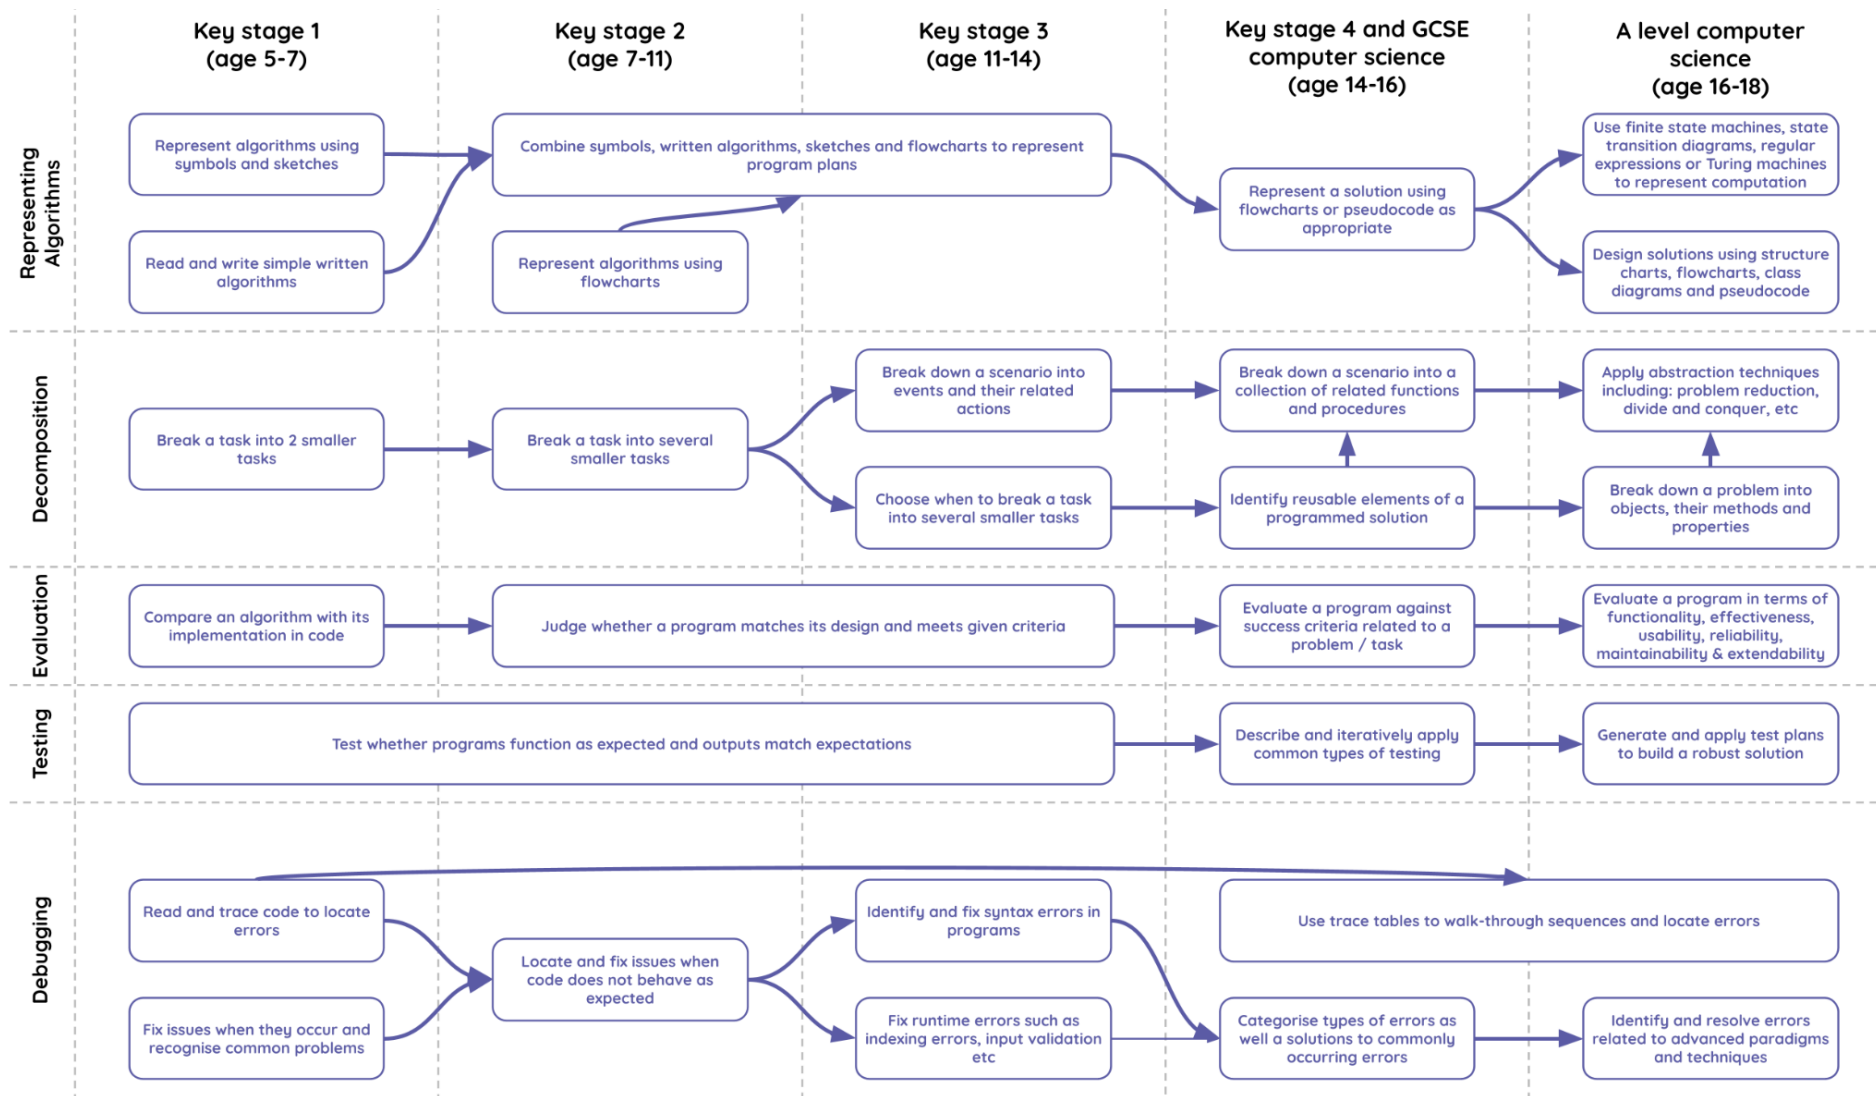 Key stage 1
(age 5-7)
Key stage 2
(age 7-11)
Key stage 3
(age 11-14)
Key stage 4 and GCSE
computer science
(age 14-16)
A level computer
science
(age 16-18)
Representing
Algorithms
Represent algorithms using
symbols and sketches
Read and write simple written
algorithms
Combine symbols, written algorithms, sketches and flowcharts to represent
program plans
Represent algorithms using
flowcharts
Represent a solution using
flowcharts or pseudocode as
appropriate
Use finite state machines, state
transition diagrams, regular
expressions or Turing machines
to represent computation
Design solutions using structure
charts, flowcharts, class
diagrams and pseudocode
Decomposition
Break a task into 2 smaller
tasks
Break a task into several
smaller tasks
Break down a scenario into
events and their related
actions
Choose when to break a task
into several smaller tasks
Break down a scenario into a
collection of related functions
and procedures
Identify reusable elements of a
programmed solution
Apply abstraction techniques
including: problem reduction,
divide and conquer, etc
Break down a problem into
objects, their methods and
properties
Evaluation
Compare an algorithm with its
implementation in code
Judge whether a program matches its design and meets given criteria
Evaluate a program against
success criteria related to a
problem / task
Evaluate a program in terms of
functionality, effectiveness,
usability, reliability,
maintainability & extendability
Testing
Test whether programs function as expected and outputs match expectations
Describe and iteratively apply
common types of testing
Generate and apply test plans
to build a robust solution
Debugging
Read and trace code to locate
errors
Fix issues when they occur and
recognise common problems
Locate and fix issues when
code does not behave as
expected
Identify and fix syntax errors in
programs
Fix runtime errors such as
indexing errors, input validation
etc
Use trace tables to walk-through sequences and locate errors
Categorise types of errors as
well a solutions to commonly
occurring errors
Identify and resolve errors
related to advanced paradigms
and techniques